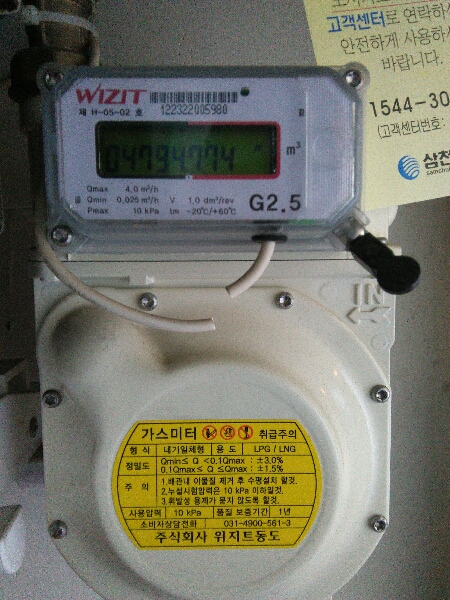 고객센터로 연락하
안전하게 사용하
바랍니다.
1544-30
(고객센터번호:
삼천
samchu
WIZIT
제 H-05-02 호 122322005980
m³
Qmax 4,0 m³/h
Qmin 0,025 m³/h V 1,0 dm³/rev
Pmax 10 kPa tm -20℃/+60℃
G2.5
IN
가스미터 취급주의
형 식 내기일체형 용 도 LPG / LNG
정밀도 Qmin≤ Q <0,1Qmax : ±3,0%
0,1Qmax≤ Q ≤Qmax : ±1,5%
주 의 1.배관내 이물질 제거 후 수평설치 할것.
2.누설시험압력은 10 kPa 이하일것.
3.휘발성 용제가 묻지 않도록 할것.
사용압력 10 kPa 품질 보증기간 1년
소비자상담전화 031-4900-561-3
주식회사 위지트동도